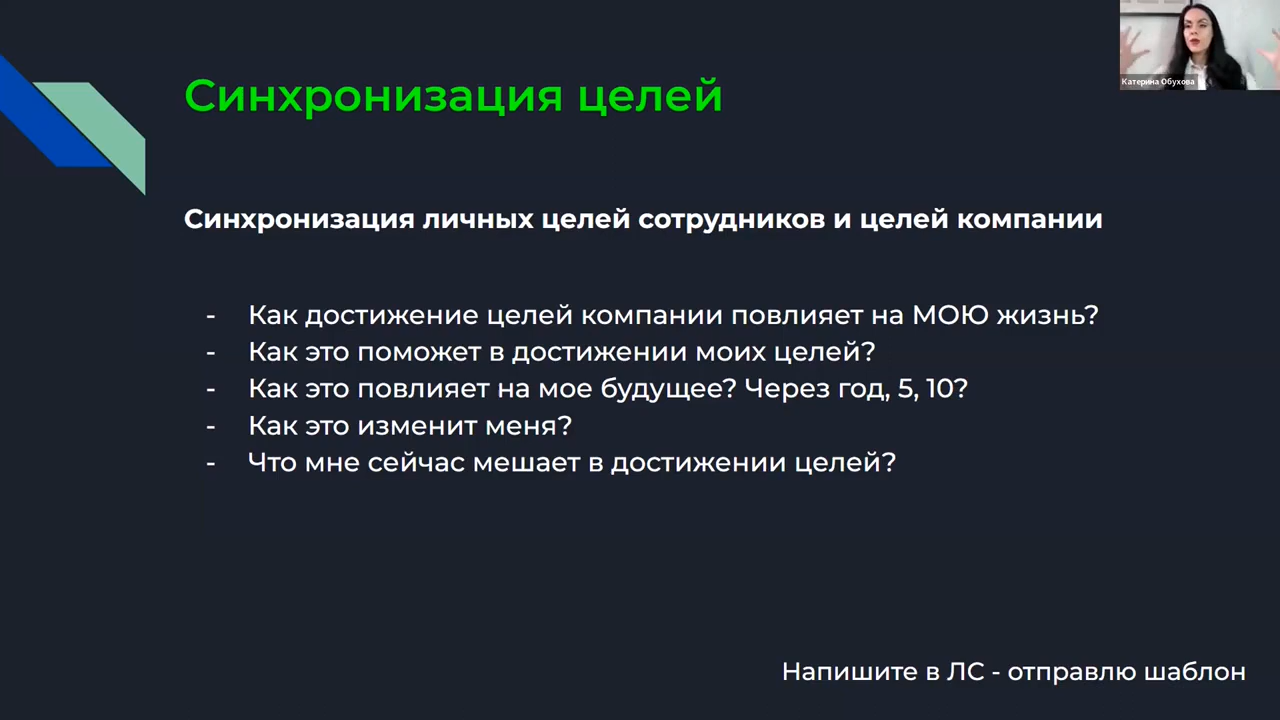 Катерина Обухова
Синхронизация целей
Синхронизация личных целей сотрудников и целей компании
- Как достижение целей компании повлияет на МОЮ жизнь?
- Как это поможет в достижении моих целей?
- Как это повлияет на мое будущее? Через год, 5, 10?
- Как это изменит меня?
- Что мне сейчас мешает в достижении целей?
Напишите в ЛС - отправлю шаблон